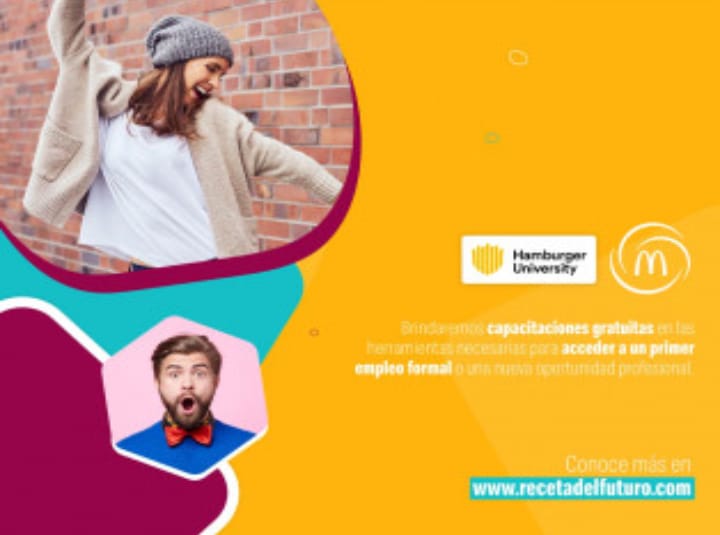 Hamburger
University
Brindaremos capacitaciones gratuitas en las
herramientas necesarias para acceder a un primer
empleo formal o una nueva oportunidad profesional.
Conoce más en
www.recetadelfuturo.com